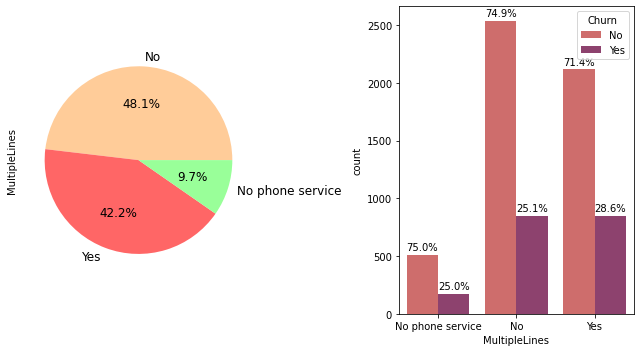 MultipleLines
No
48.1%
9.7%
No phone service
42.2%
Yes
count
2500
2000
1500
1000
500
0
Churn
No
Yes
75.0%
25.0%
74.9%
25.1%
71.4%
28.6%
No phone service
No
Yes
MultipleLines